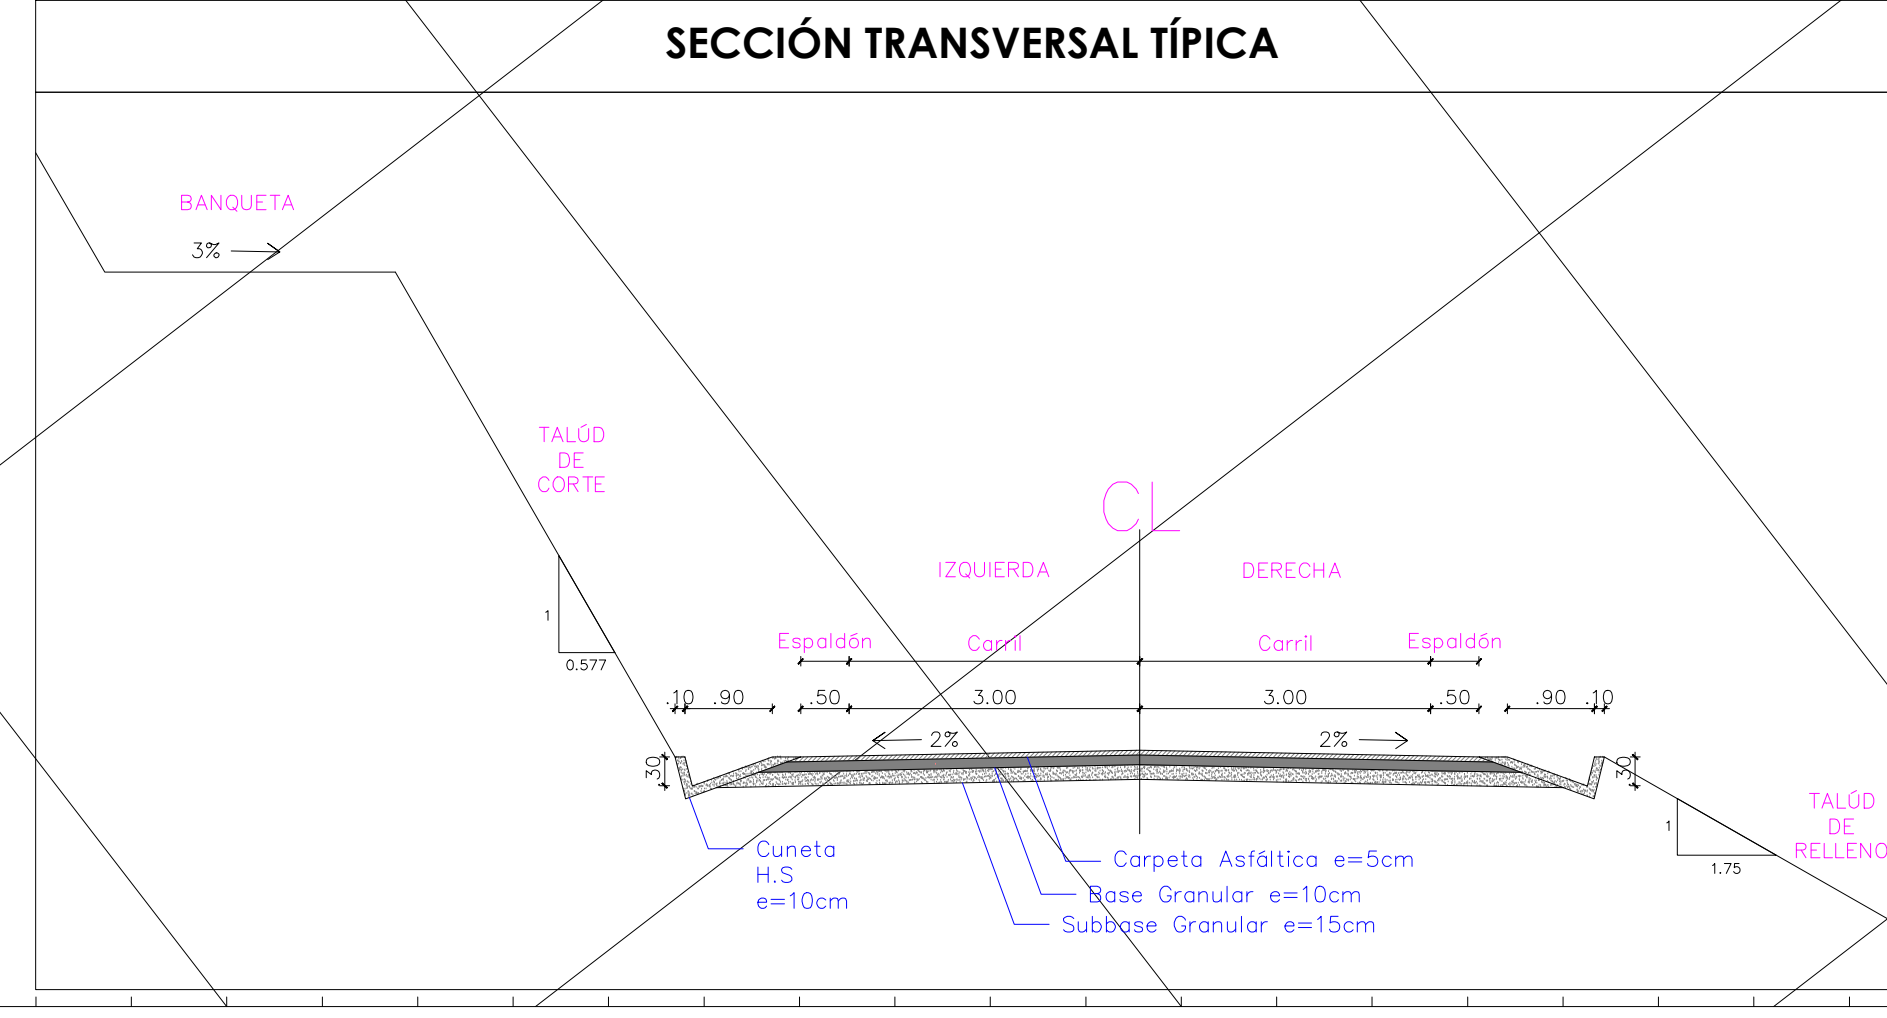 SECCIÓN TRANSVERSAL TÍPICA
BANQUETA
3%
TALÚD
DE
CORTE
CL
IZQUIERDA
DERECHA
1
0.577
Espaldón
Carril
Carril
Espaldón
.10
.90
.50
3.00
3.00
.50
.90
.10
2%
2%
30
30
TALÚD
DE
RELLENO
1
1.75
Cuneta
H.S
e=10cm
Carpeta Asfáltica e=5cm
Base Granular e=10cm
Subbase Granular e=15cm